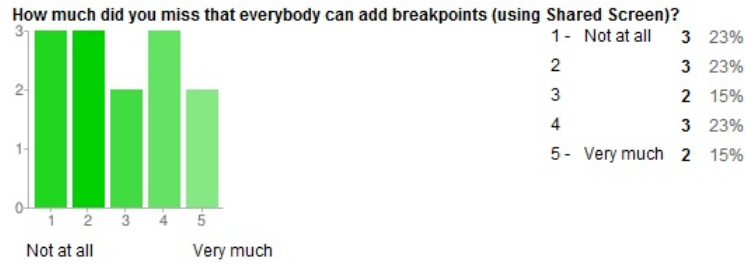 How much did you miss that everybody can add breakpoints (using Shared Screen)?
3
2
1
0
1 2 3 4 5
Not at all Very much
1 - Not at all 3 23%
2 3 23%
3 2 15%
4 3 23%
5 - Very much 2 15%